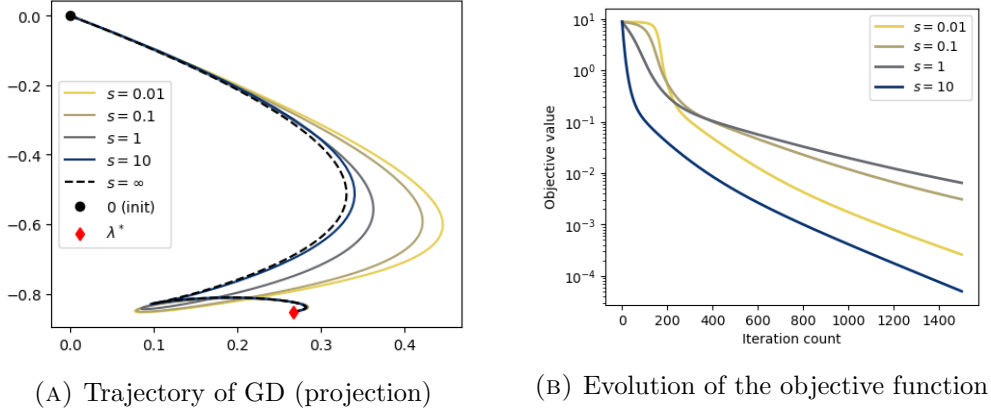 0.0
−0.2
−0.4
−0.6
−0.8
s = 0.01
s = 0.1
s = 1
s = 10
s = ∞
0 (init)
λ*
0.0 0.1 0.2 0.3 0.4
(A) Trajectory of GD (projection)
Objective value
10¹
10⁰
10⁻¹
10⁻²
10⁻³
10⁻⁴
s = 0.01
s = 0.1
s = 1
s = 10
0 200 400 600 800 1000 1200 1400
Iteration count
(B) Evolution of the objective function